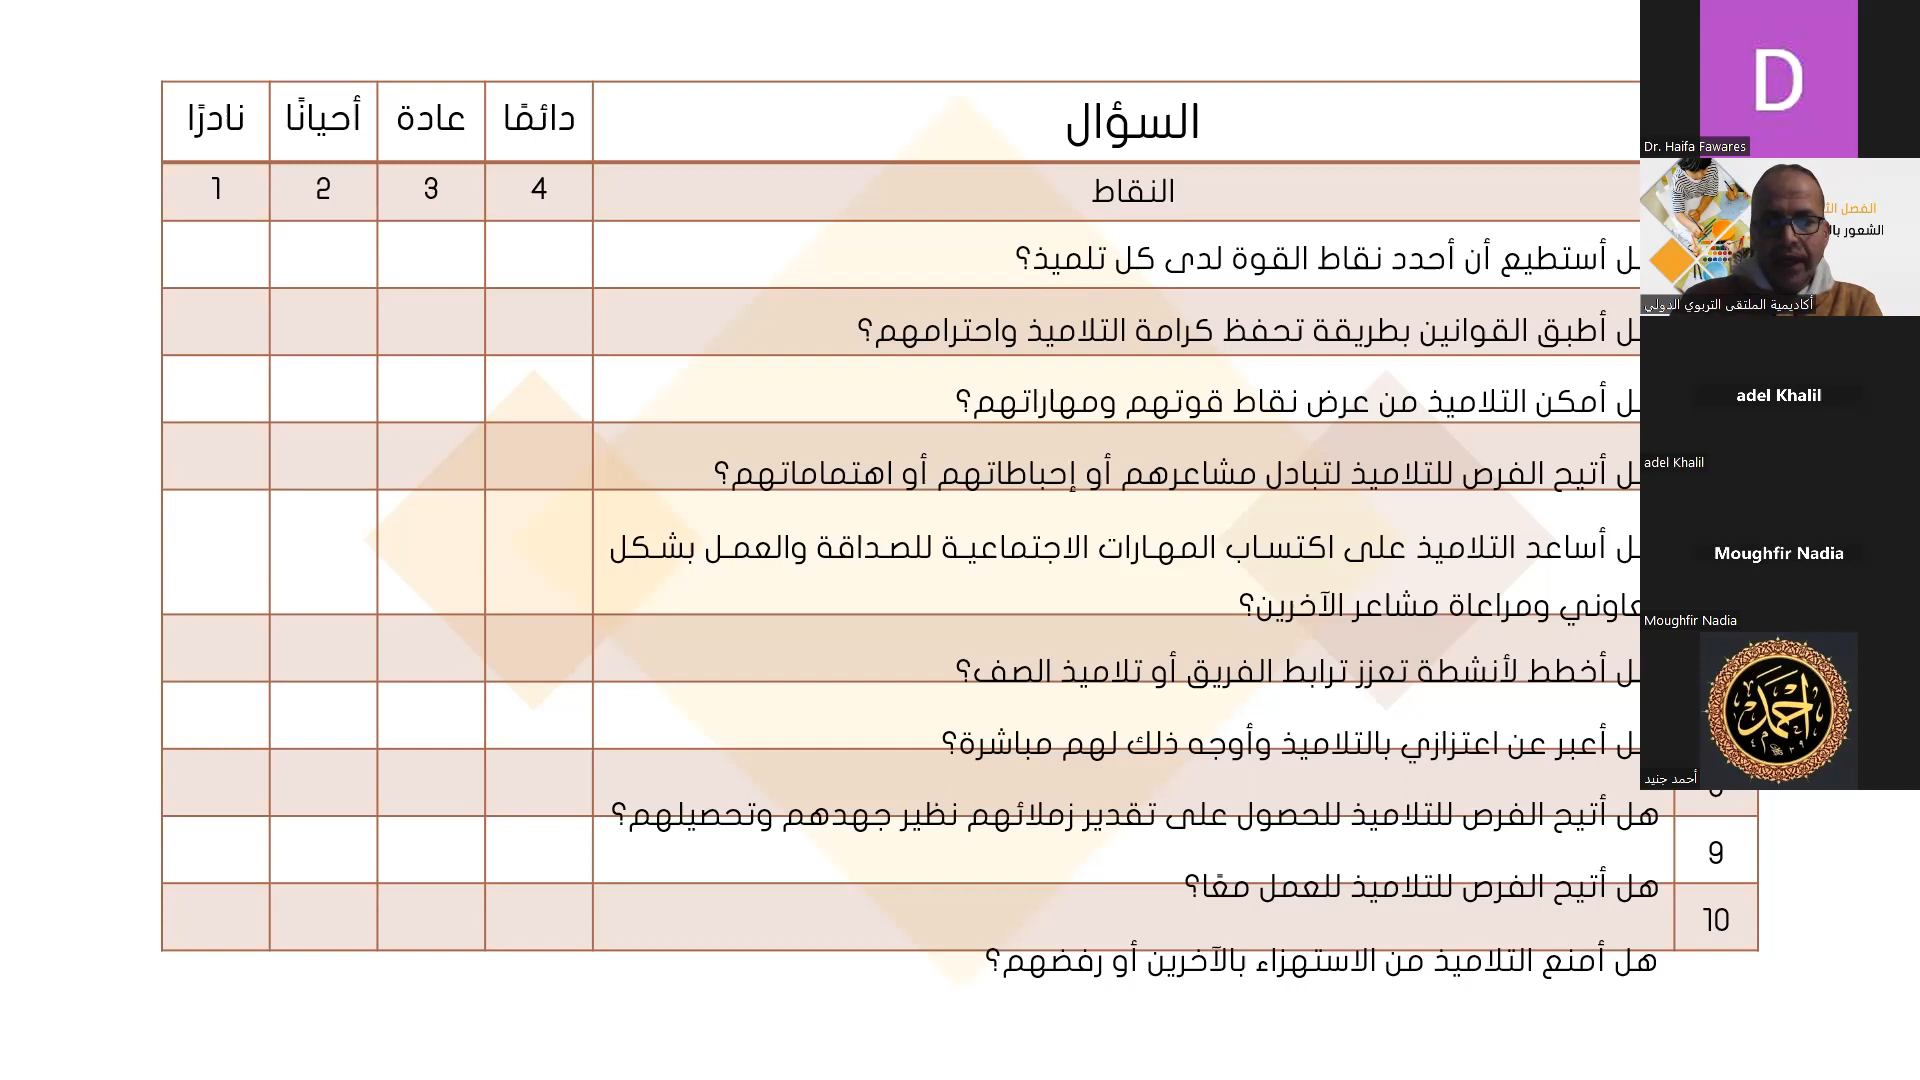 السؤال دائمًا عادة أحيانًا نادرًا
النقاط 4 3 2 1
أستطيع أن أحدد نقاط القوة لدى كل تلميذ؟
أطبق القوانين بطريقة تحفظ كرامة التلاميذ واحترامهم؟
أمكن التلاميذ من عرض نقاط قوتهم ومهاراتهم؟
أتيح الفرص للتلاميذ لتبادل مشاعرهم أو إحباطاتهم أو اهتماماتهم؟
أساعد التلاميذ على اكتساب المهارات الاجتماعية للصداقة والعمل بشكل
ومراعاة مشاعر الآخرين؟
أخطط لأنشطة تعزز ترابط الفريق أو تلاميذ الصف؟
أعبر عن اعتزازي بالتلاميذ وأوجه ذلك لهم مباشرة؟
هل أتيح الفرص للتلاميذ للحصول على تقدير زملائهم نظير جهدهم وتحصيلهم؟
9
هل أتيح الفرص للتلاميذ للعمل معًا؟
10
هل أمنع التلاميذ من الاستهزاء بالآخرين أو رفضهم؟
D
Dr. Haifa Fawares
الفصل
الشعور
أكاديمية الملتقى التربوي الدولي
adel Khalil
adel Khalil
Moughfir Nadia
Moughfir Nadia
أحمد
أحمد جنيد